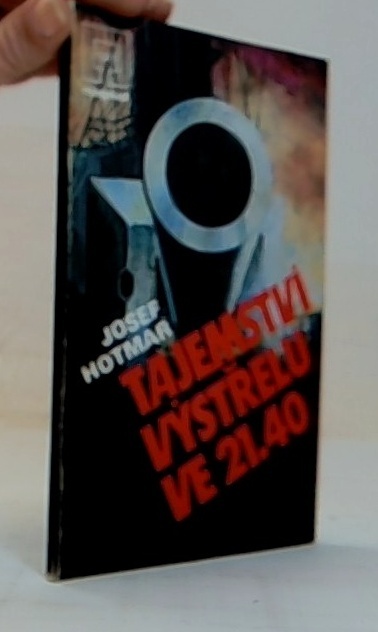 JOSEF
HOTMAR
TAJEMSTVÍ
VÝSTŘELU
VE 21.40